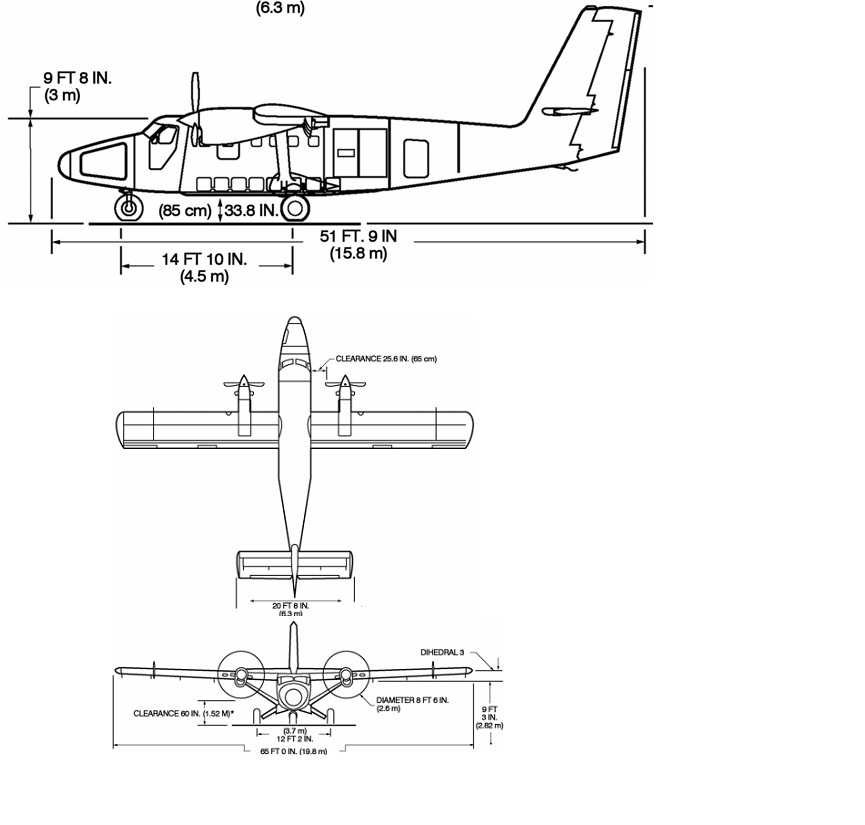 (6.3 m)
9 FT 8 IN.
(3 m)
(85 cm)
33.8 IN.
51 FT. 9 IN
(15.8 m)
14 FT 10 IN.
(4.5 m)
CLEARANCE 25.6 IN. (65 cm)
20 FT 8 IN.
(6.3 m)
DIHEDRAL 3
DIAMETER 8 FT 6 IN.
(2.6 m)
CLEARANCE 60 IN. (1.52 M)*
9 FT
3 IN.
(2.82 m)
(3.7 m)
12 FT 2 IN.
65 FT 0 IN. (19.8 m)